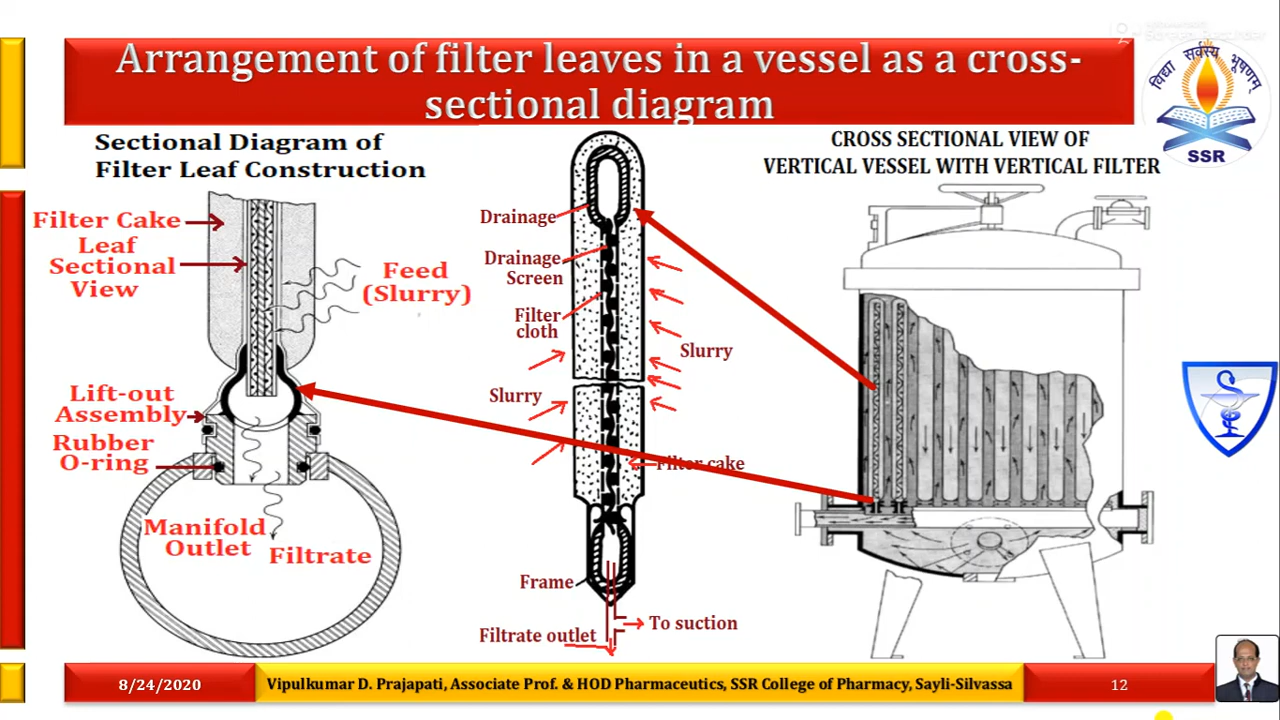 Arrangement of filter leaves in a vessel as a cross-
sectional diagram
विद्या सर्वस्य भूषणम्
SSR
Sectional Diagram of
Filter Leaf Construction
Filter Cake
Leaf
Sectional
View
Feed
(Slurry)
Lift-out
Assembly
Rubber
O-ring
Manifold
Outlet
Filtrate
Drainage
Drainage
Screen
Filter
cloth
Slurry
Slurry
Filter cake
Frame
To suction
Filtrate outlet
CROSS SECTIONAL VIEW OF
VERTICAL VESSEL WITH VERTICAL FILTER
8/24/2020
Vipulkumar D. Prajapati, Associate Prof. & HOD Pharmaceutics, SSR College of Pharmacy, Sayli-Silvassa
12